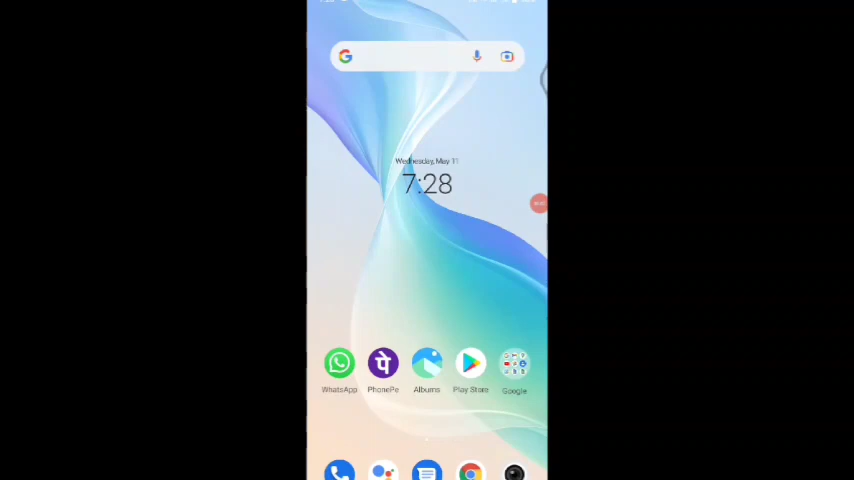 Wednesday, May 11
7:28
WhatsApp
PhonePe
Albums
Play Store
Google